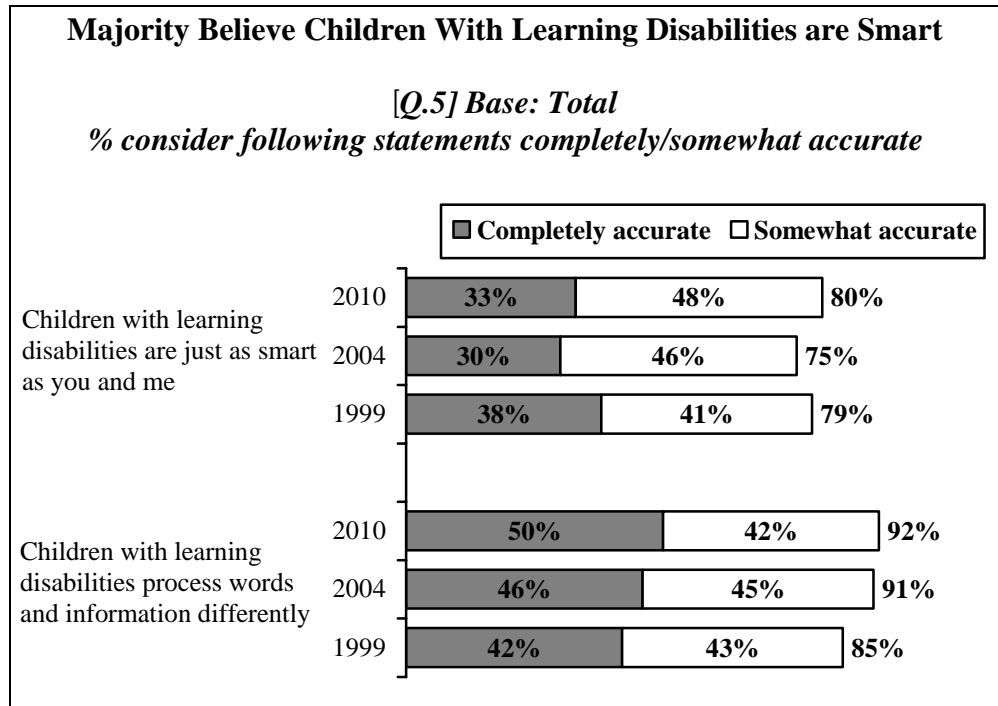 Majority Believe Children With Learning Disabilities are Smart
[Q.5] Base: Total
% consider following statements completely/somewhat accurate
Completely accurate Somewhat accurate
Children with learning
disabilities are just as smart
as you and me
2010 33% 48% 80%
2004 30% 46% 75%
1999 38% 41% 79%
Children with learning
disabilities process words
and information differently
2010 50% 42% 92%
2004 46% 45% 91%
1999 42% 43% 85%